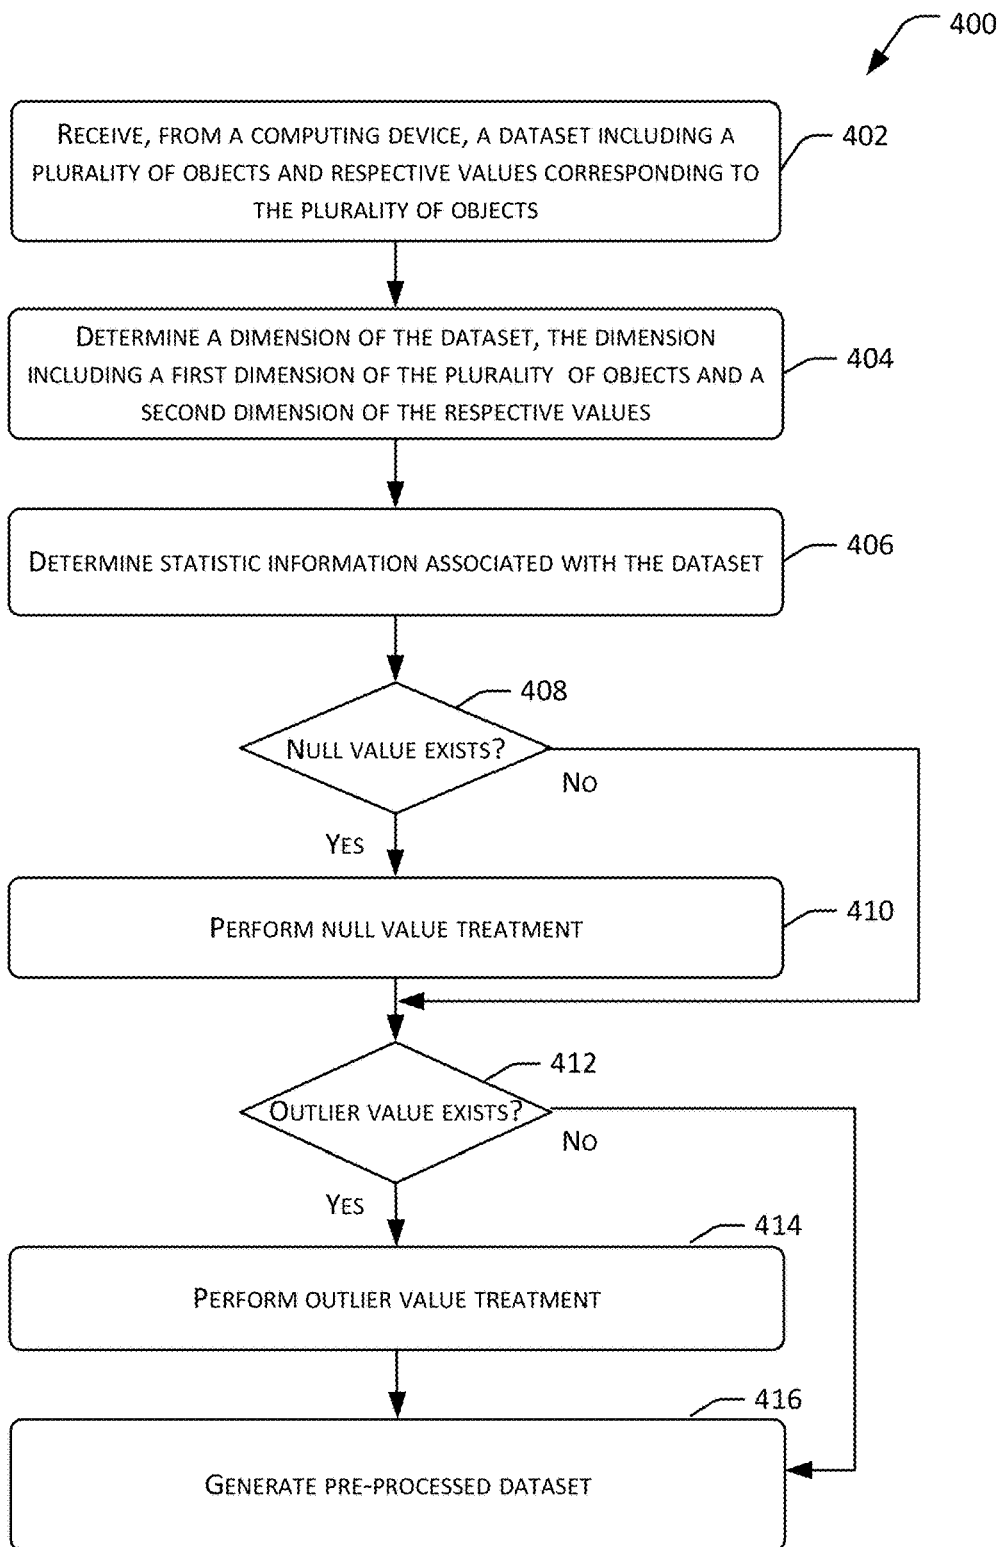 400
RECEIVE, FROM A COMPUTING DEVICE, A DATASET INCLUDING A
PLURALITY OF OBJECTS AND RESPECTIVE VALUES CORRESPONDING TO
THE PLURALITY OF OBJECTS
402
DETERMINE A DIMENSION OF THE DATASET, THE DIMENSION
INCLUDING A FIRST DIMENSION OF THE PLURALITY OF OBJECTS AND A
SECOND DIMENSION OF THE RESPECTIVE VALUES
404
DETERMINE STATISTIC INFORMATION ASSOCIATED WITH THE DATASET
406
408
NULL VALUE EXISTS?
NO
YES
PERFORM NULL VALUE TREATMENT
410
412
OUTLIER VALUE EXISTS?
NO
YES
414
PERFORM OUTLIER VALUE TREATMENT
416
GENERATE PRE-PROCESSED DATASET